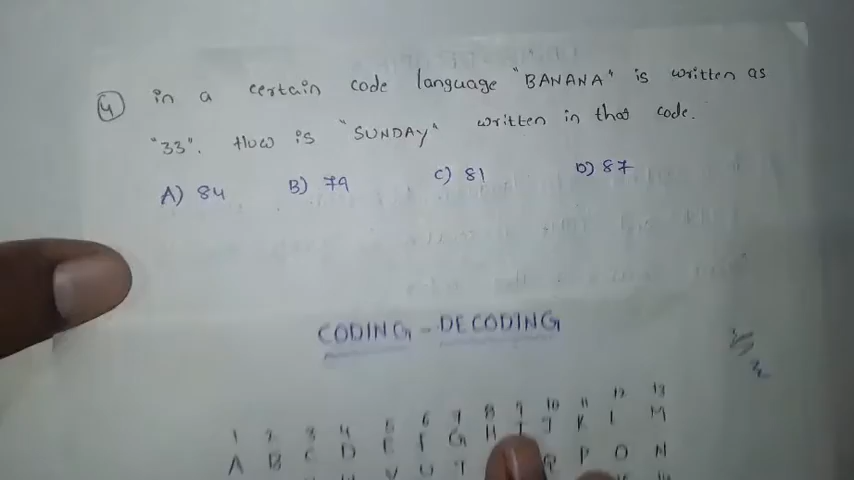 4 in a certain code language "BANANA" is written as
"33". How is "SUNDAY" written in that code.
A) 84 B) 79 C) 81 D) 87
CODING - DECODING
1 2 3 4 5 6 7 8 9 10 11 12 13
A B C D E F G H I J K L M
V U T Q P O N